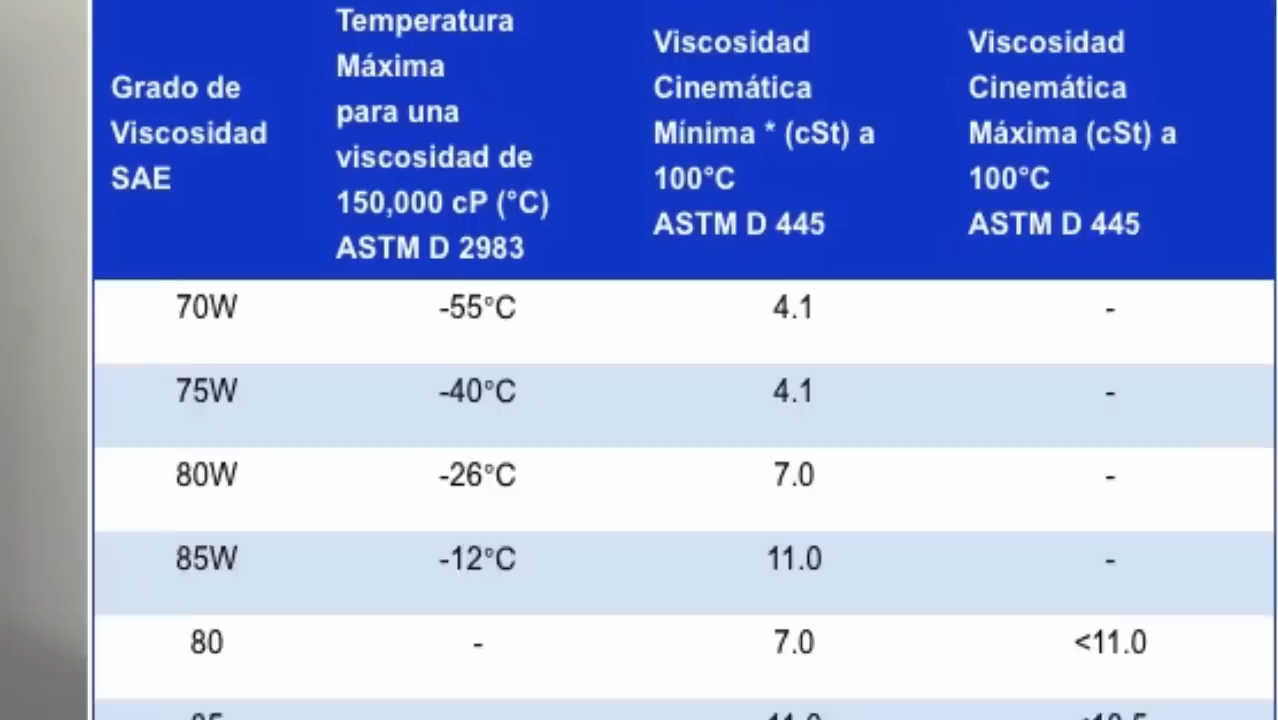 Grado de
Viscosidad
SAE
Temperatura
Máxima
para una
viscosidad de
150,000 cP (°C)
ASTM D 2983
Viscosidad
Cinemática
Mínima * (cSt) a
100°C
ASTM D 445
Viscosidad
Cinemática
Máxima (cSt) a
100°C
ASTM D 445
70W -55°C 4.1 -
75W -40°C 4.1 -
80W -26°C 7.0 -
85W -12°C 11.0 -
80 - 7.0 <11.0